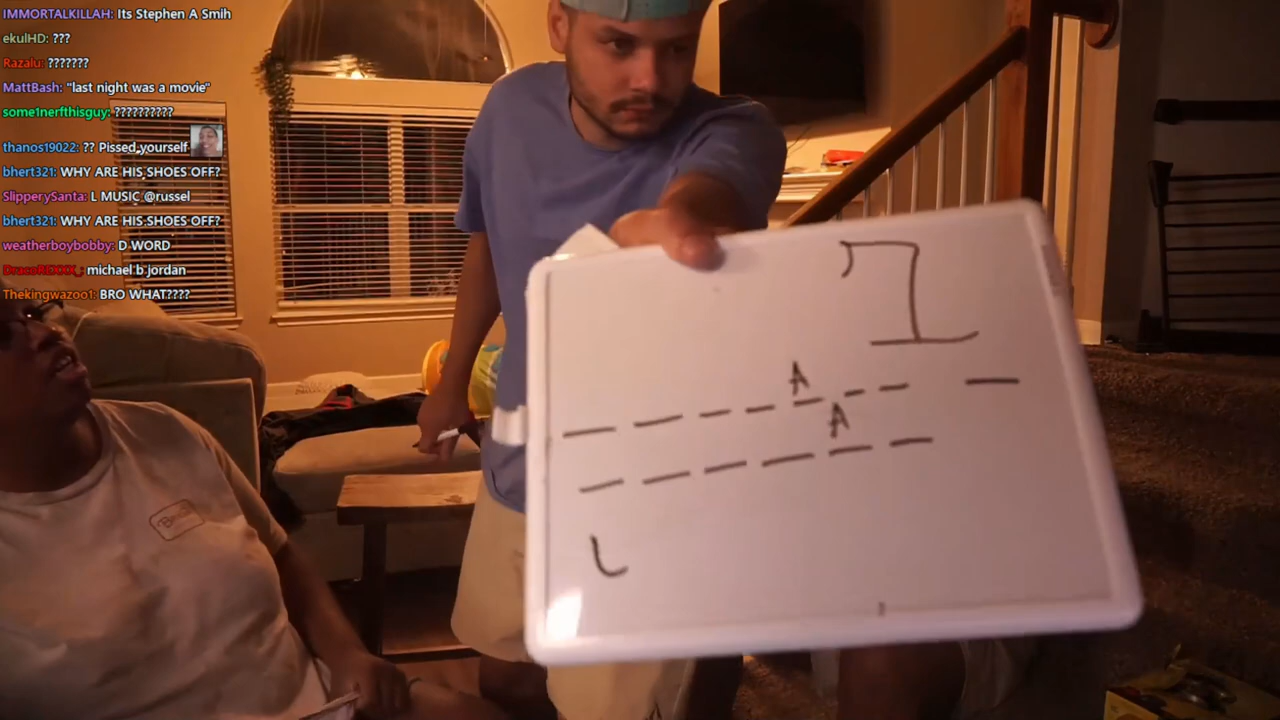 IMMORTALKILLAH: Its Stephen A Smih
ekulHD: ???
Razalu: ???????
MattBash: "last night was a movie"
some1nerfthisguy: ??????????
thanos19022: ?? Pissed yourself
bhert321: WHY ARE HIS SHOES OFF?
SlipperySanta: L MUSIC @russel
bhert321: WHY ARE HIS SHOES OFF?
weatherboybobby: D WORD
michael b jordan
Thekingwazoo1: BRO WHAT????
A
A
L